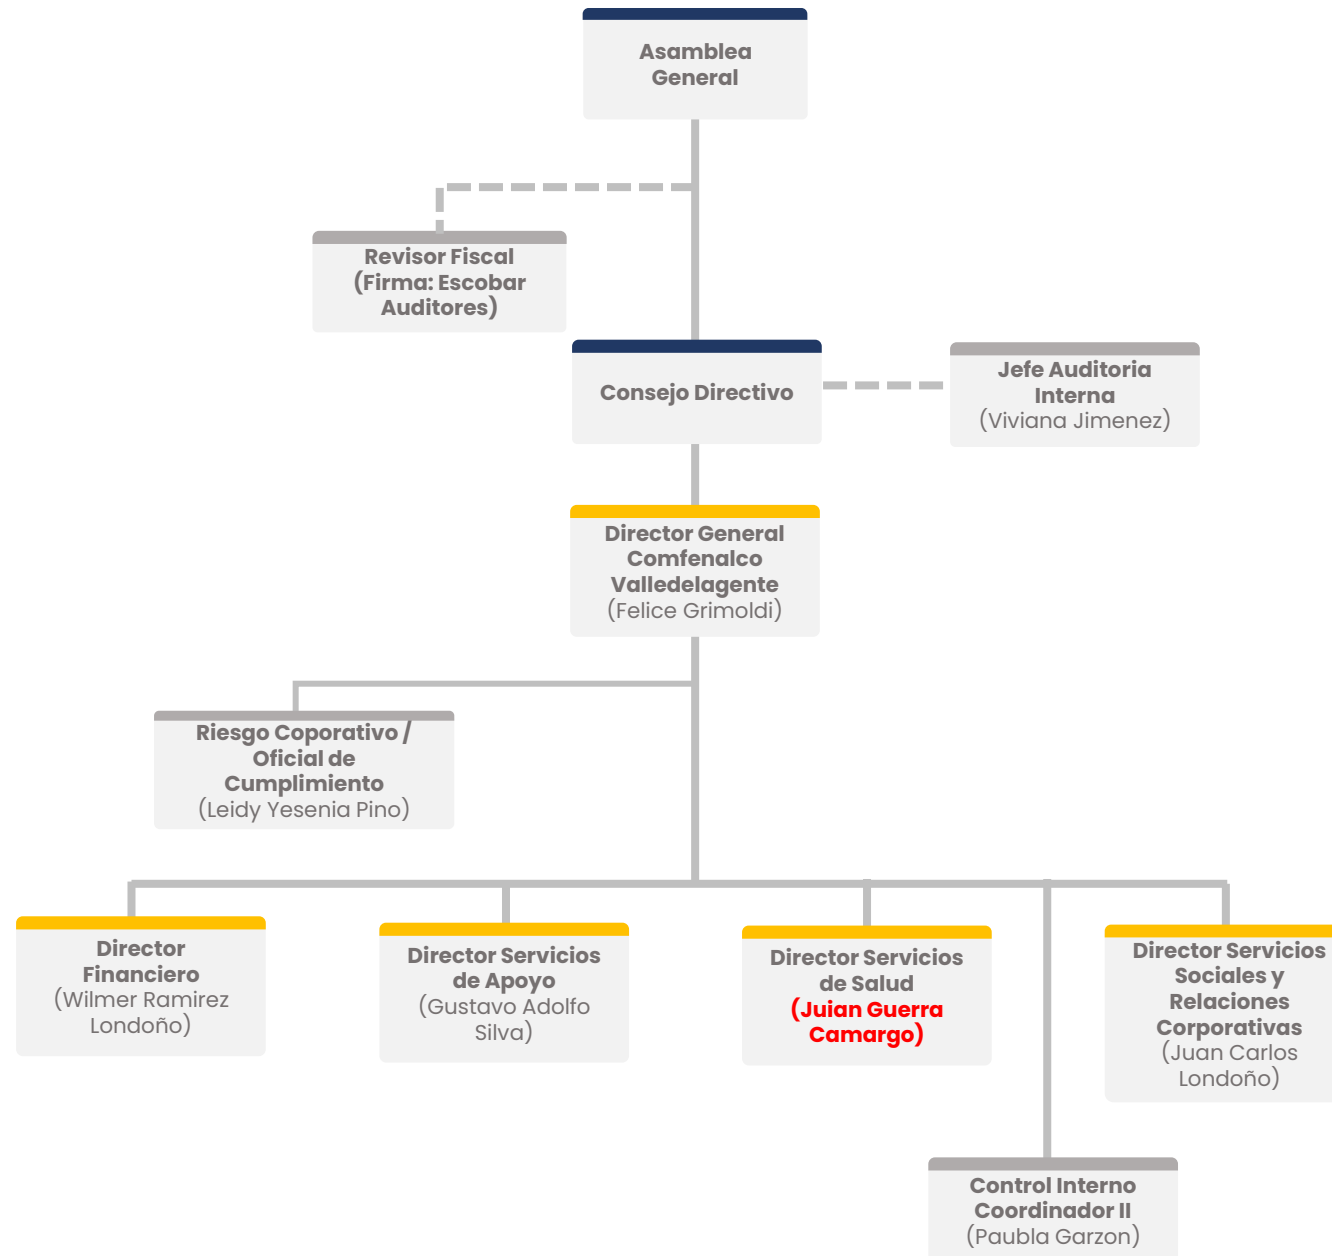 Asamblea
General
Revisor Fiscal
(Firma: Escobar
Auditores)
Consejo Directivo
Jefe Auditoria
Interna
(Viviana Jimenez)
Director General
Comfenalco
Valledelagente
(Felice Grimoldi)
Riesgo Coporativo /
Oficial de
Cumplimiento
(Leidy Yesenia Pino)
Director
Financiero
(Wilmer Ramirez
Londoño)
Director Servicios
de Apoyo
(Gustavo Adolfo
Silva)
Director Servicios
de Salud
(Juian Guerra
Camargo)
Director Servicios
Sociales y
Relaciones
Corporativas
(Juan Carlos
Londoño)
Control Interno
Coordinador II
(Paubla Garzon)